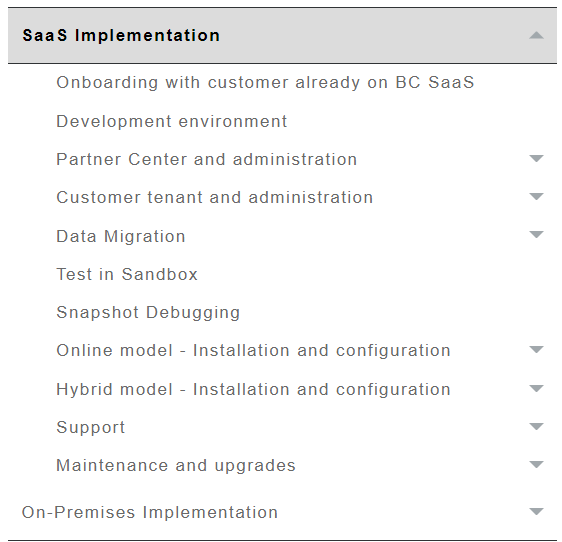 SaaS Implementation
Onboarding with customer already on BC SaaS
Development environment
Partner Center and administration
Customer tenant and administration
Data Migration
Test in Sandbox
Snapshot Debugging
Online model - Installation and configuration
Hybrid model - Installation and configuration
Support
Maintenance and upgrades
On-Premises Implementation